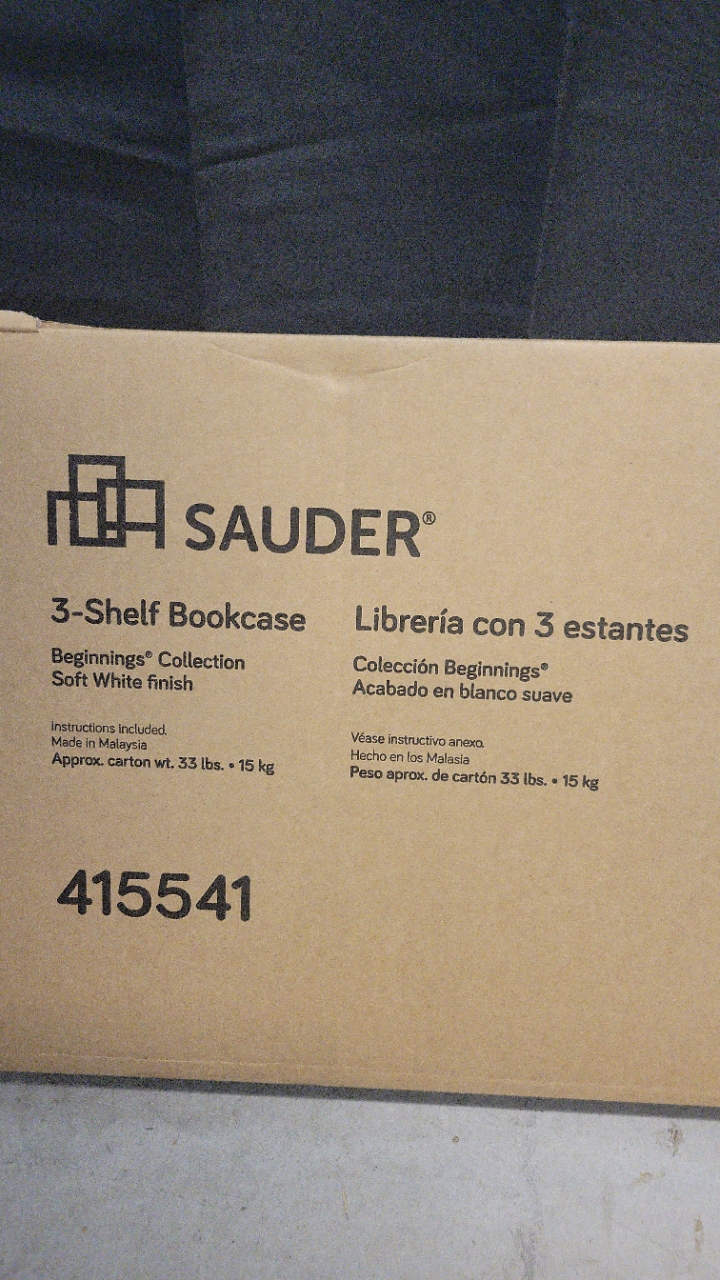 SAUDER®
3-Shelf Bookcase
Beginnings® Collection
Soft White finish
Instructions included.
Made in Malaysia
Approx. carton wt. 33 lbs. • 15 kg
Librería con 3 estantes
Colección Beginnings®
Acabado en blanco suave
Véase instructivo anexo.
Hecho en los Malasia
Peso aprox. de cartón 33 lbs. • 15 kg
415541